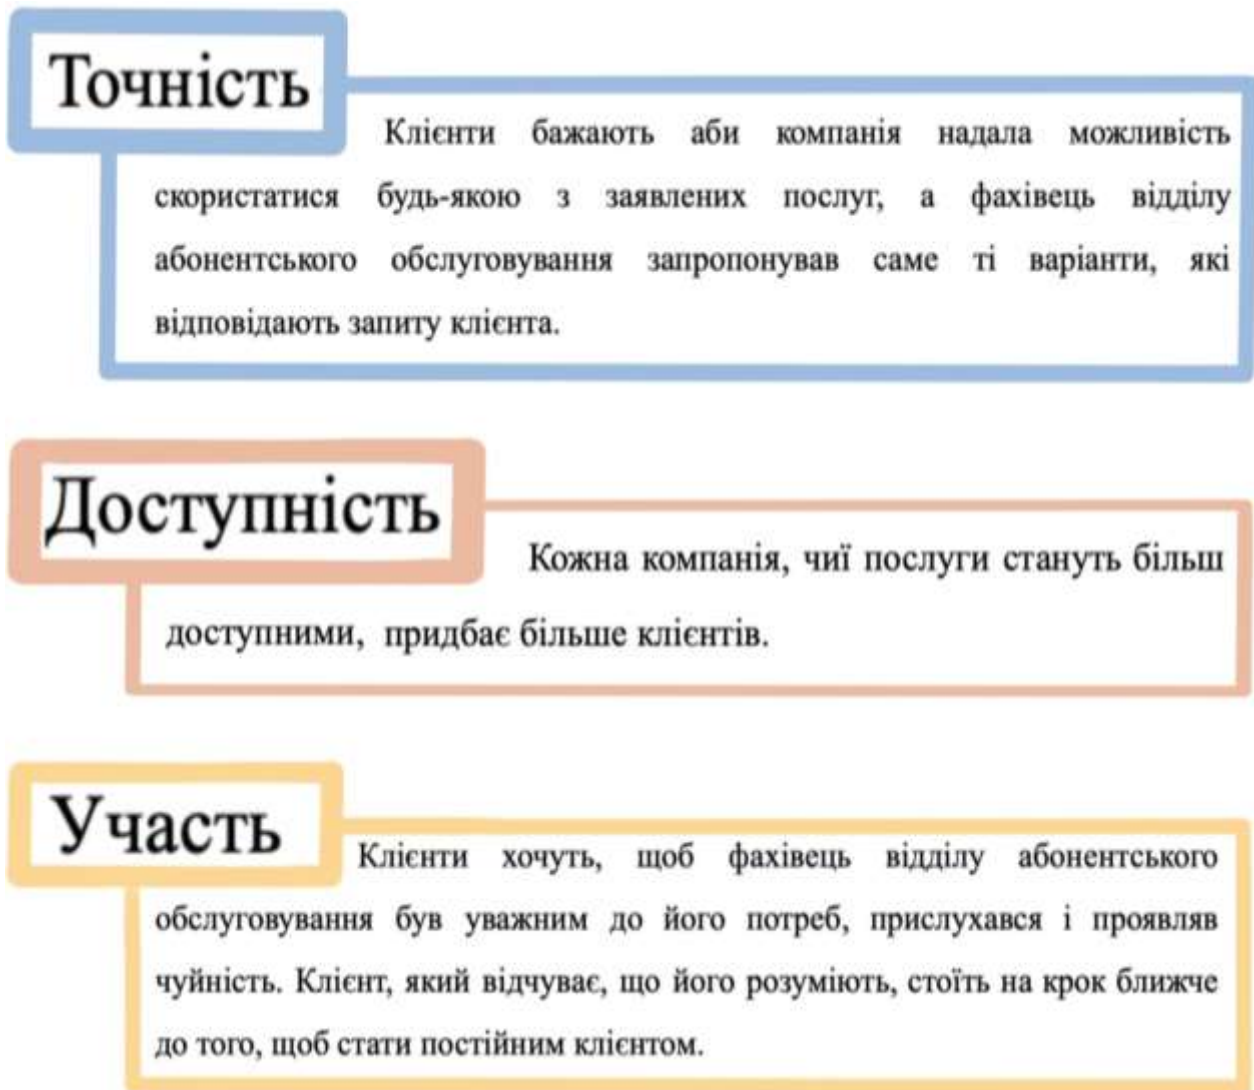 Точність
Клієнти бажають аби компанія надала можливість
скористатися будь-якою з заявлених послуг, а фахівець відділу
абонентського обслуговування запропонував саме ті варіанти, які
відповідають запиту клієнта.
Доступність
Кожна компанія, чиї послуги стануть більш
доступними, придбає більше клієнтів.
Участь
Клієнти хочуть, щоб фахівець відділу абонентського
обслуговування був уважним до його потреб, прислухався і проявляв
чуйність. Клієнт, який відчуває, що його розуміють, стоїть на крок ближче
до того, щоб стати постійним клієнтом.